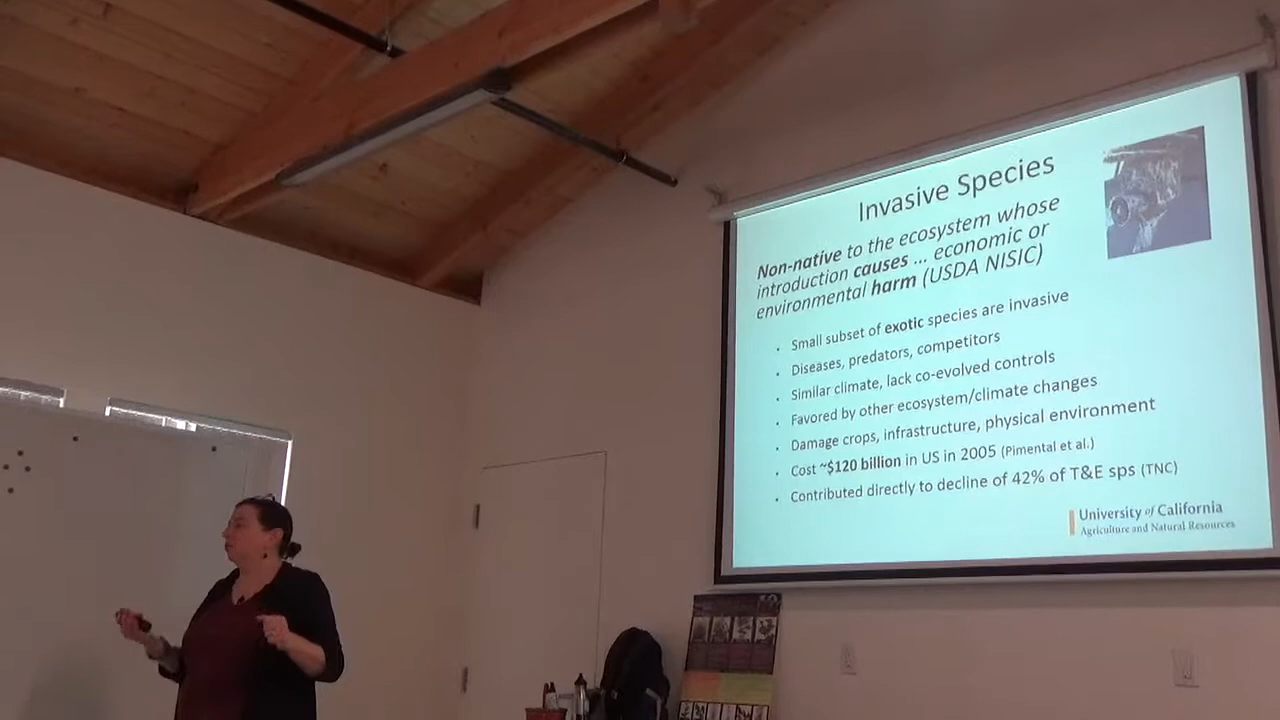 Invasive Species
Non-native to the ecosystem whose
introduction causes ... economic or
environmental harm (USDA NISIC)
• Small subset of exotic species are invasive
• Diseases, predators, competitors
• Similar climate, lack co-evolved controls
• Favored by other ecosystem/climate changes
• Damage crops, infrastructure, physical environment
• Cost ~$120 billion in US in 2005 (Pimental et al.)
• Contributed directly to decline of 42% of T&E sps (TNC)
University of California
Agriculture and Natural Resources